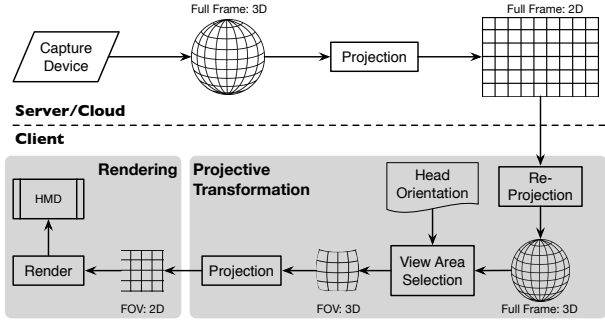 Full Frame: 3D
Full Frame: 2D
Capture
Device
Projection
Server/Cloud
Client
Rendering
Projective
Transformation
Head
Orientation
Re-
Projection
HMD
Render
Projection
View Area
Selection
FOV: 2D
FOV: 3D
Full Frame: 3D